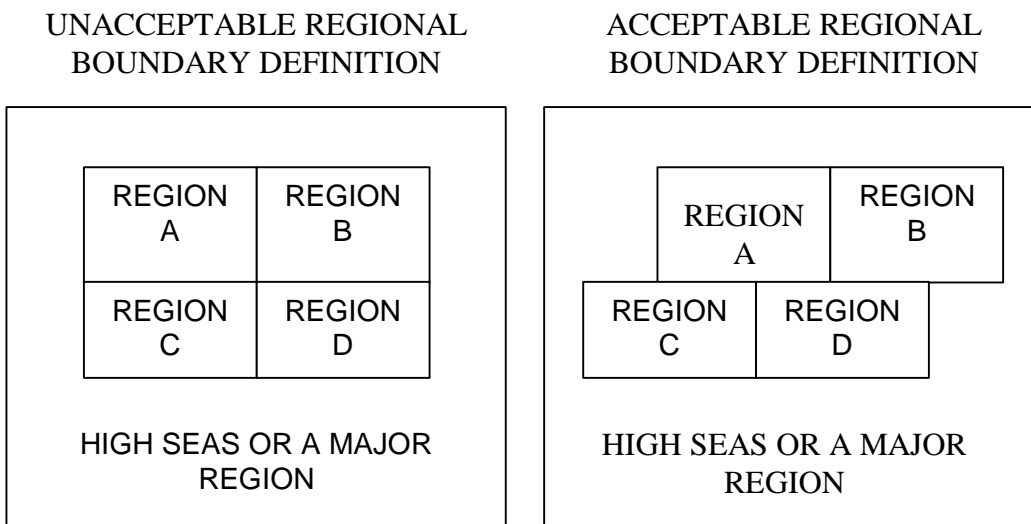 UNACCEPTABLE REGIONAL
BOUNDARY DEFINITION
REGION
A
REGION
B
REGION
C
REGION
D
HIGH SEAS OR A MAJOR
REGION
ACCEPTABLE REGIONAL
BOUNDARY DEFINITION
REGION
A
REGION
B
REGION
C
REGION
D
HIGH SEAS OR A MAJOR
REGION